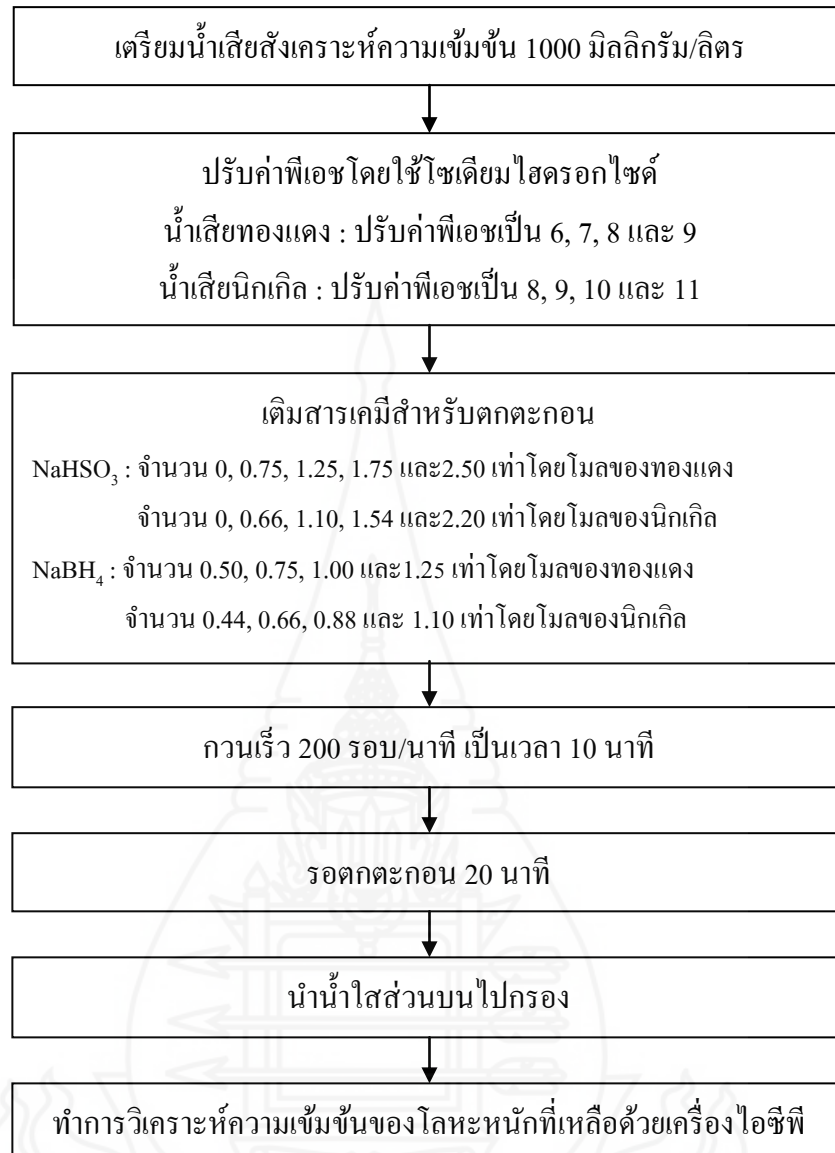 เตรียมน้ำเสียสังเคราะห์ความเข้มข้น 1000 มิลลิกรัม/ลิตร
ปรับค่าพีเอชโดยใช้โซเดียมไฮดรอกไซด์
น้ำเสียทองแดง : ปรับค่าพีเอชเป็น 6, 7, 8 และ 9
น้ำเสียนิกเกิล : ปรับค่าพีเอชเป็น 8, 9, 10 และ 11
เติมสารเคมีสำหรับตกตะกอน
NaHSO₃ : จำนวน 0, 0.75, 1.25, 1.75 และ2.50 เท่าโดยโมลของทองแดง
จำนวน 0, 0.66, 1.10, 1.54 และ2.20 เท่าโดยโมลของนิกเกิล
NaBH₄ : จำนวน 0.50, 0.75, 1.00 และ1.25 เท่าโดยโมลของทองแดง
จำนวน 0.44, 0.66, 0.88 และ 1.10 เท่าโดยโมลของนิกเกิล
กวนเร็ว 200 รอบ/นาที เป็นเวลา 10 นาที
รอตกตะกอน 20 นาที
นำน้ำใสส่วนบนไปกรอง
ทำการวิเคราะห์ความเข้มข้นของโลหะหนักที่เหลือด้วยเครื่องไอซีพี